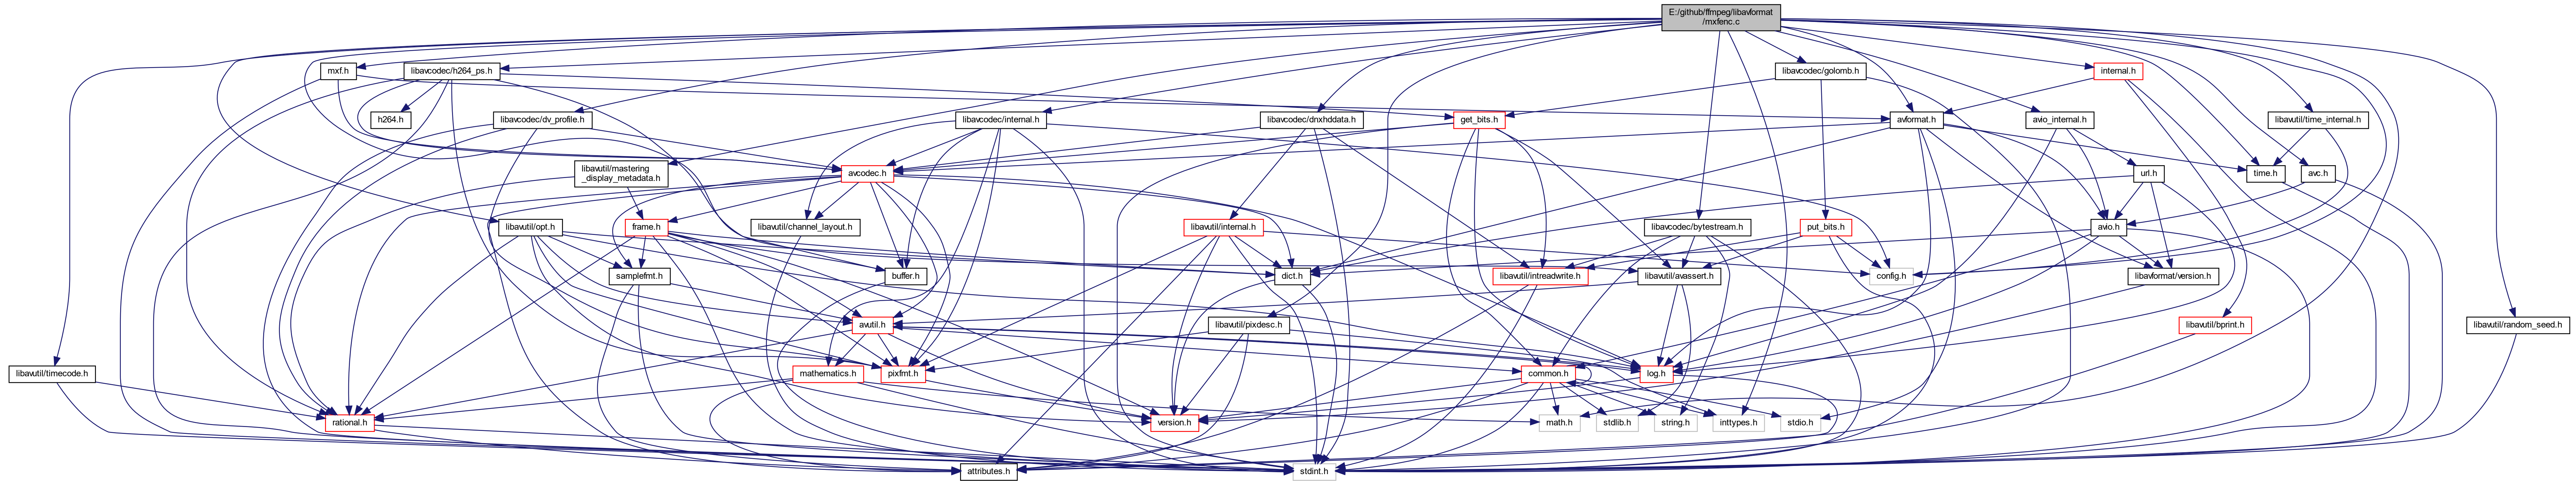 E:/github/ffmpeg/libavformat
/mxfenc.c
mxf.h
libavcodec/h264_ps.h
libavcodec/golomb.h
internal.h
h264.h
libavcodec/dv_profile.h
libavcodec/internal.h
libavcodec/dnxhddata.h
get_bits.h
avformat.h
avio_internal.h
libavutil/time_internal.h
libavutil/mastering
_display_metadata.h
avcodec.h
url.h
time.h
avc.h
libavutil/opt.h
frame.h
libavutil/channel_layout.h
libavutil/internal.h
libavcodec/bytestream.h
put_bits.h
avio.h
samplefmt.h
buffer.h
dict.h
libavutil/intreadwrite.h
libavutil/avassert.h
config.h
libavformat/version.h
avutil.h
libavutil/pixdesc.h
libavutil/bprint.h
libavutil/random_seed.h
libavutil/timecode.h
mathematics.h
pixfmt.h
common.h
log.h
rational.h
version.h
math.h
stdlib.h
string.h
inttypes.h
stdio.h
attributes.h
stdint.h